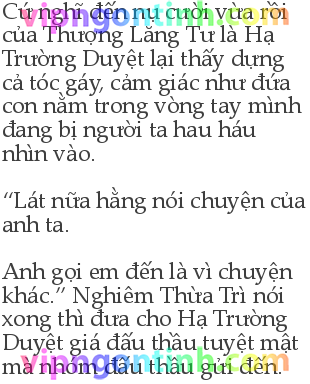 Cứ nghĩ đến nụ cười vừa rồi
của Thượng Lăng Tư là Hạ
Trường Duyệt lại thấy dựng
cả tóc gáy, cảm giác như đứa
con nằm trong vòng tay mình
đang bị người ta hau háu
nhìn vào.
“Lát nữa hằng nói chuyện của
anh ta.
Anh gọi em đến là vì chuyện
khác.” Nghiêm Thừa Trì nói
xong thì đưa cho Hạ Trường
Duyệt giá đấu thầu tuyệt mật
mà nhóm đấu thầu gửi đến.
vipngontinh.com